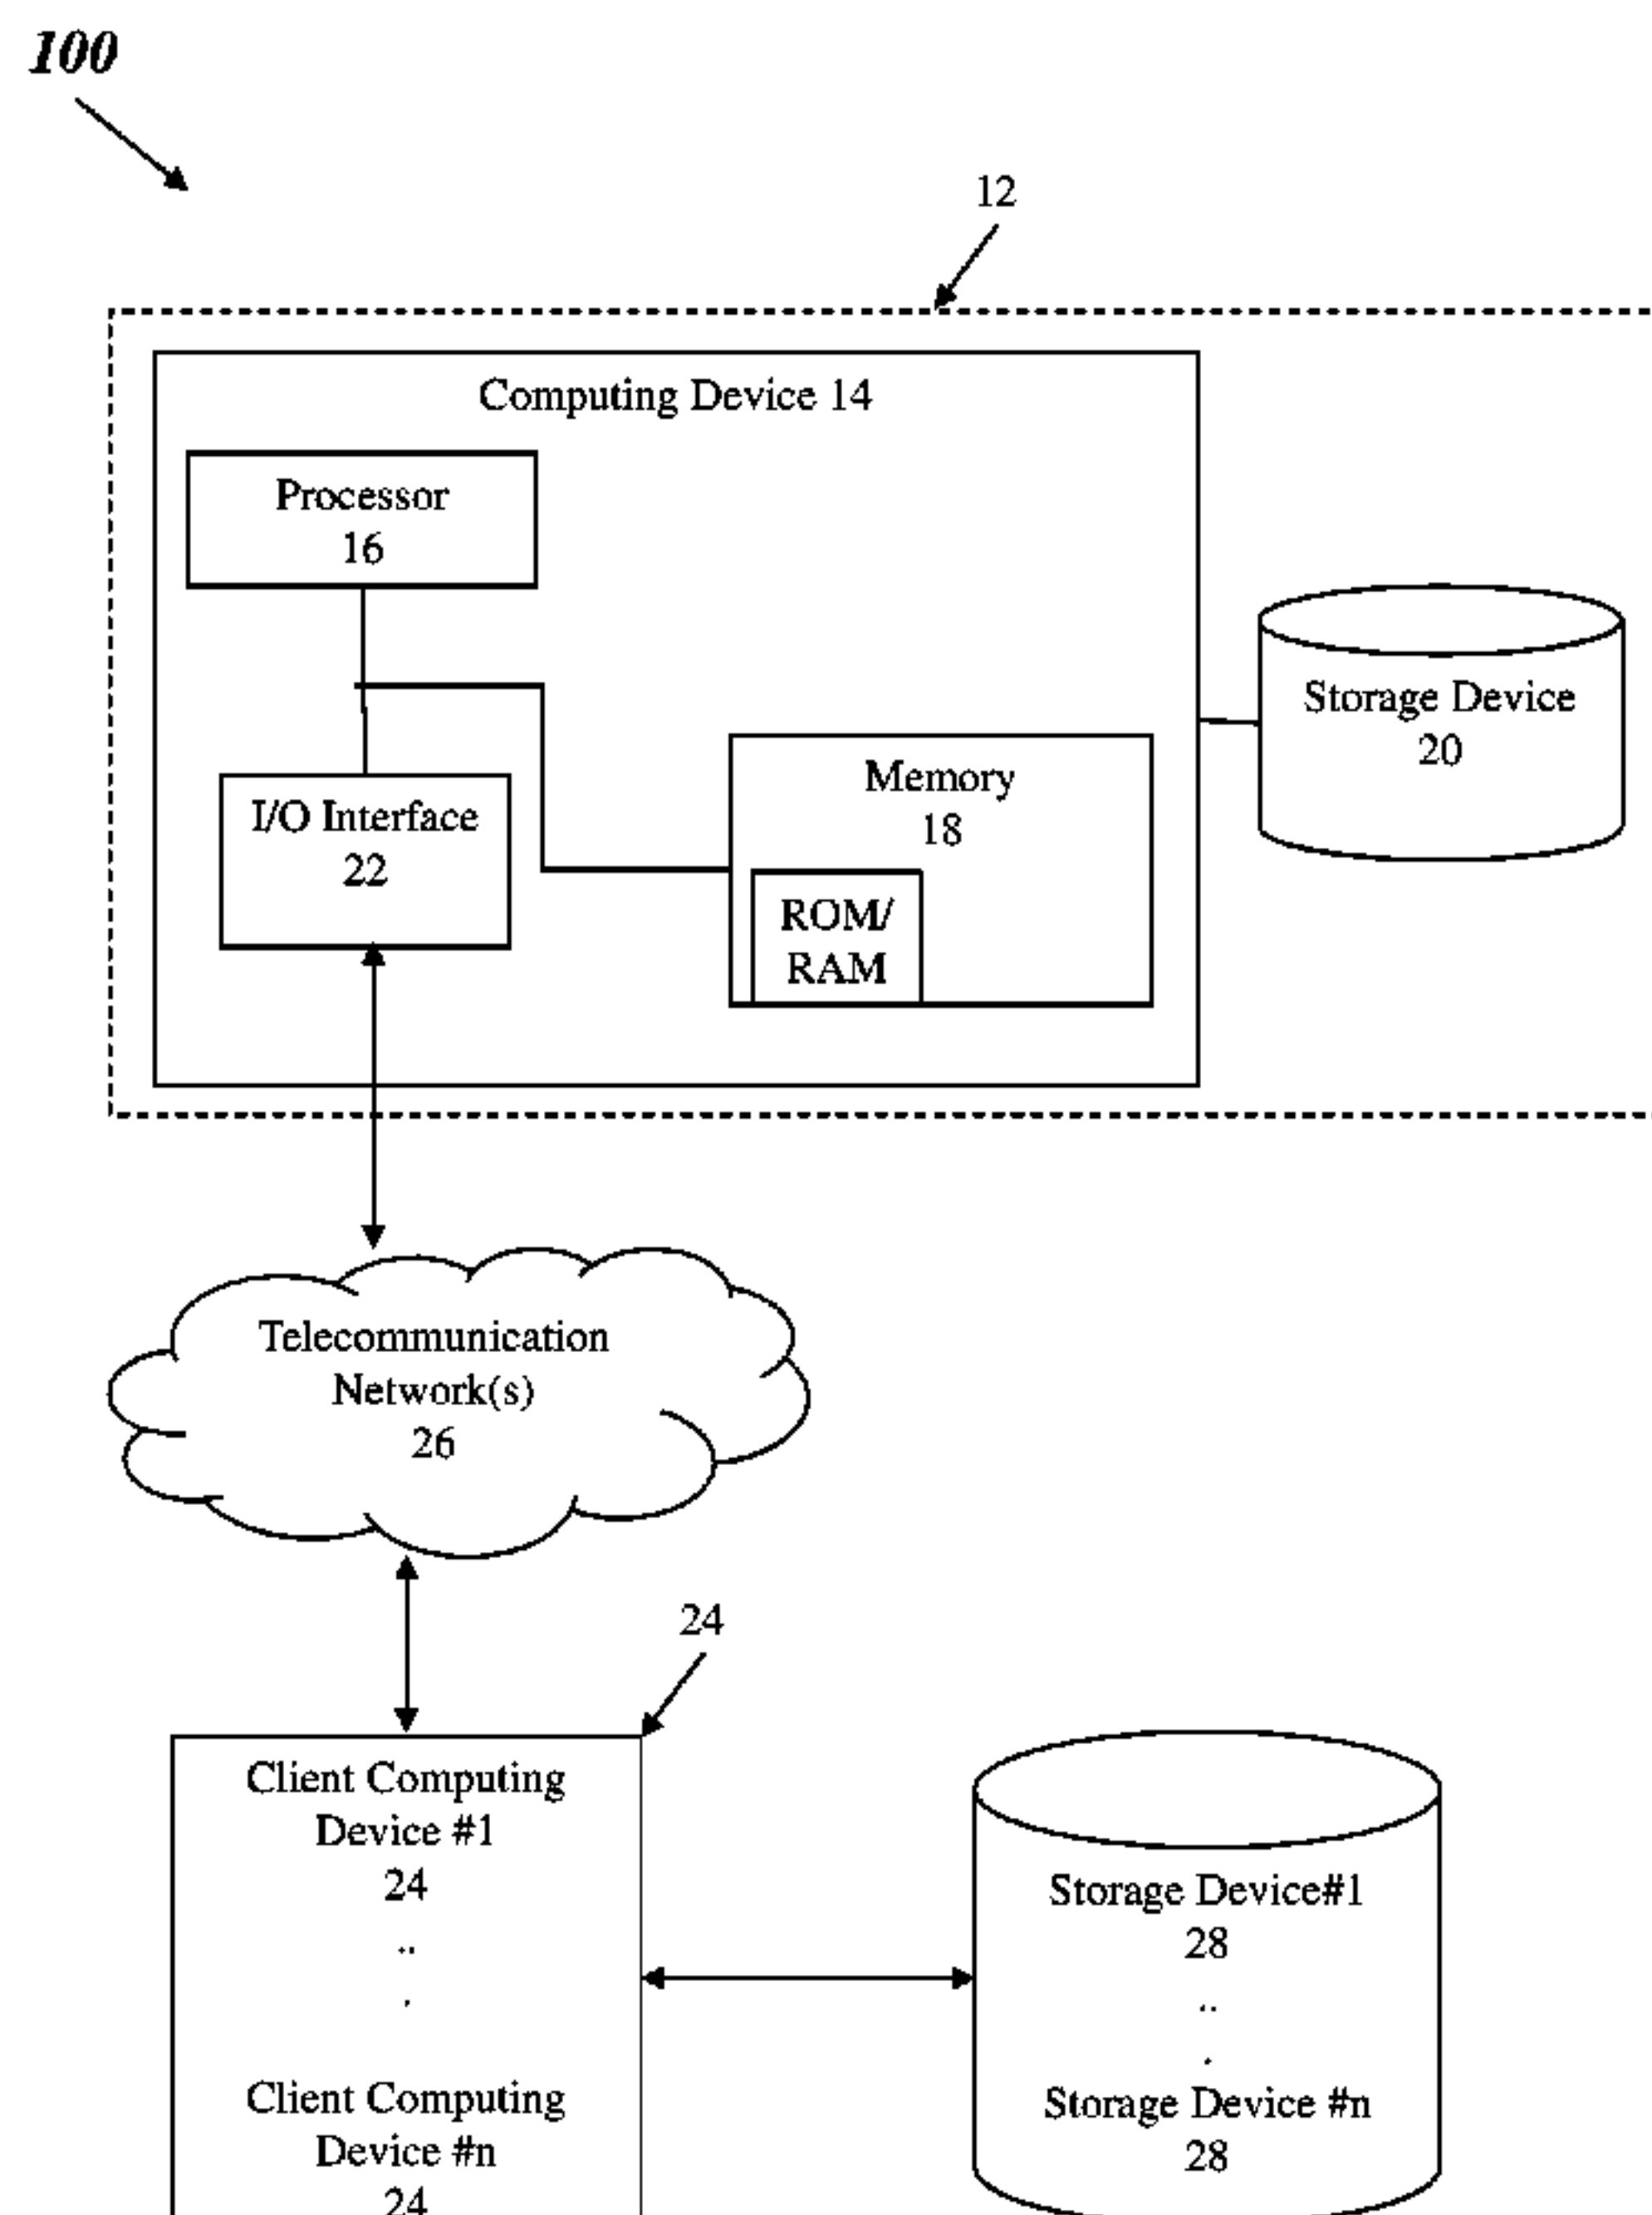 100
12
Computing Device 14
Processor
16
Storage Device
20
Memory
18
I/O Interface
22
ROM/
RAM
Telecommunication
Network(s)
26
24
Client Computing
Device #1
24
..
.
Client Computing
Device #n
24
Storage Device#1
28
..
.
Storage Device #n
28